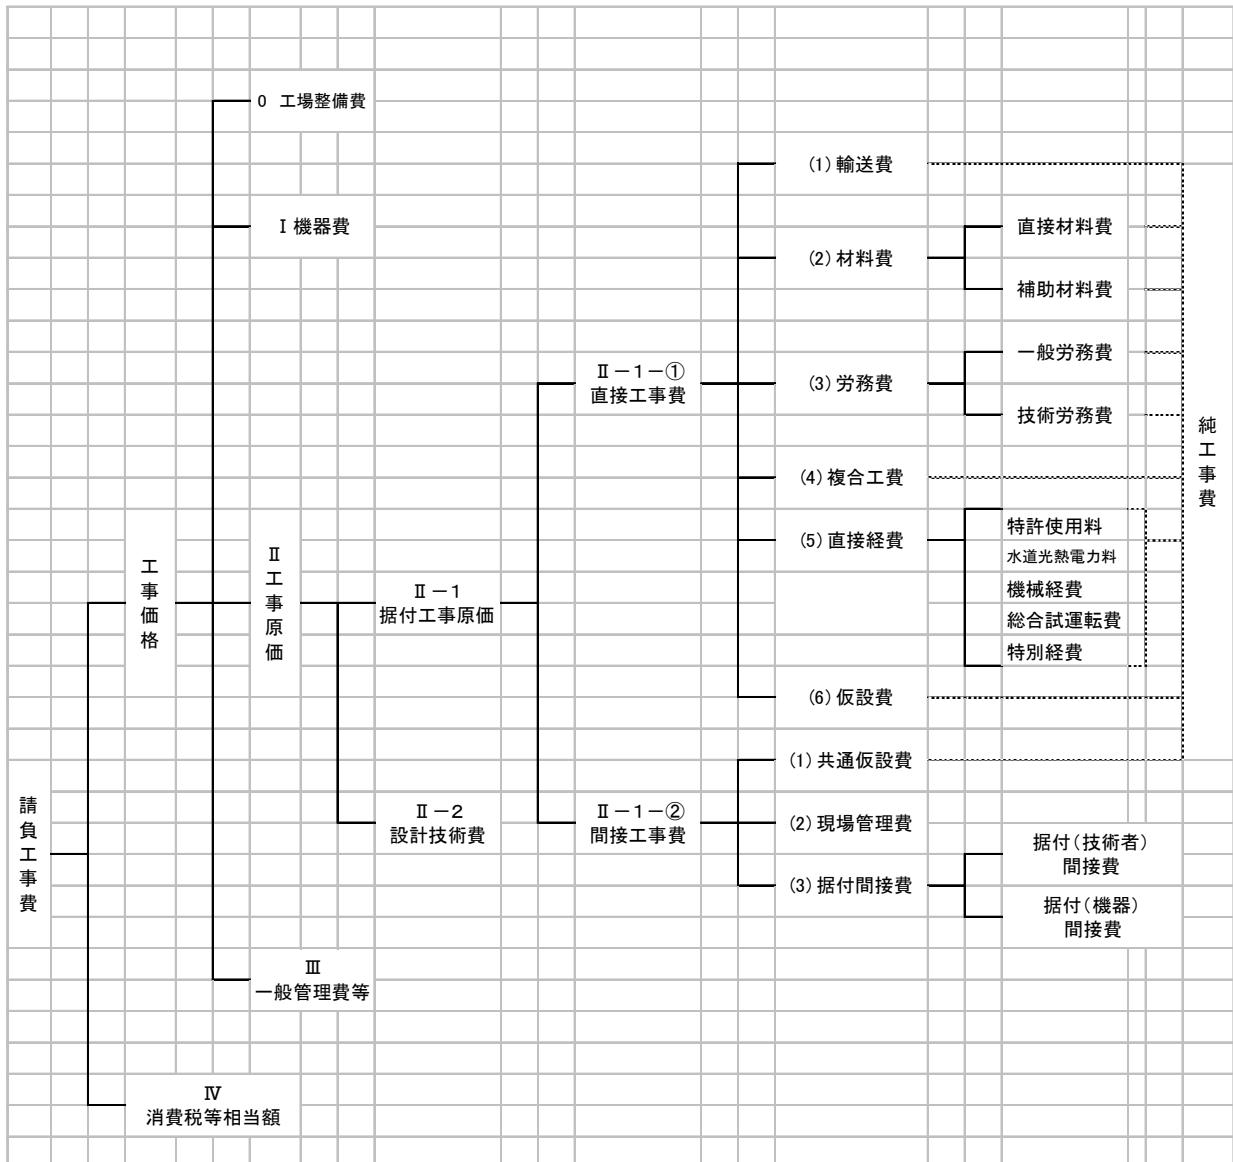 0 工場整備費
(1)輸送費
Ⅰ機器費
直接材料費
(2)材料費
補助材料費
一般労務費
Ⅱ－1－①
直接工事費
(3)労務費
技術労務費
純工事費
(4)複合工費
特許使用料
(5)直接経費
水道光熱電力料
機械経費
総合試運転費
特別経費
工事価格
Ⅱ工事原価
Ⅱ－1
据付工事原価
(6)仮設費
(1)共通仮設費
請負工事費
Ⅱ－2
設計技術費
Ⅱ－1－②
間接工事費
(2)現場管理費
据付(技術者)
間接費
(3)据付間接費
据付(機器)
間接費
Ⅲ
一般管理費等
Ⅳ
消費税等相当額